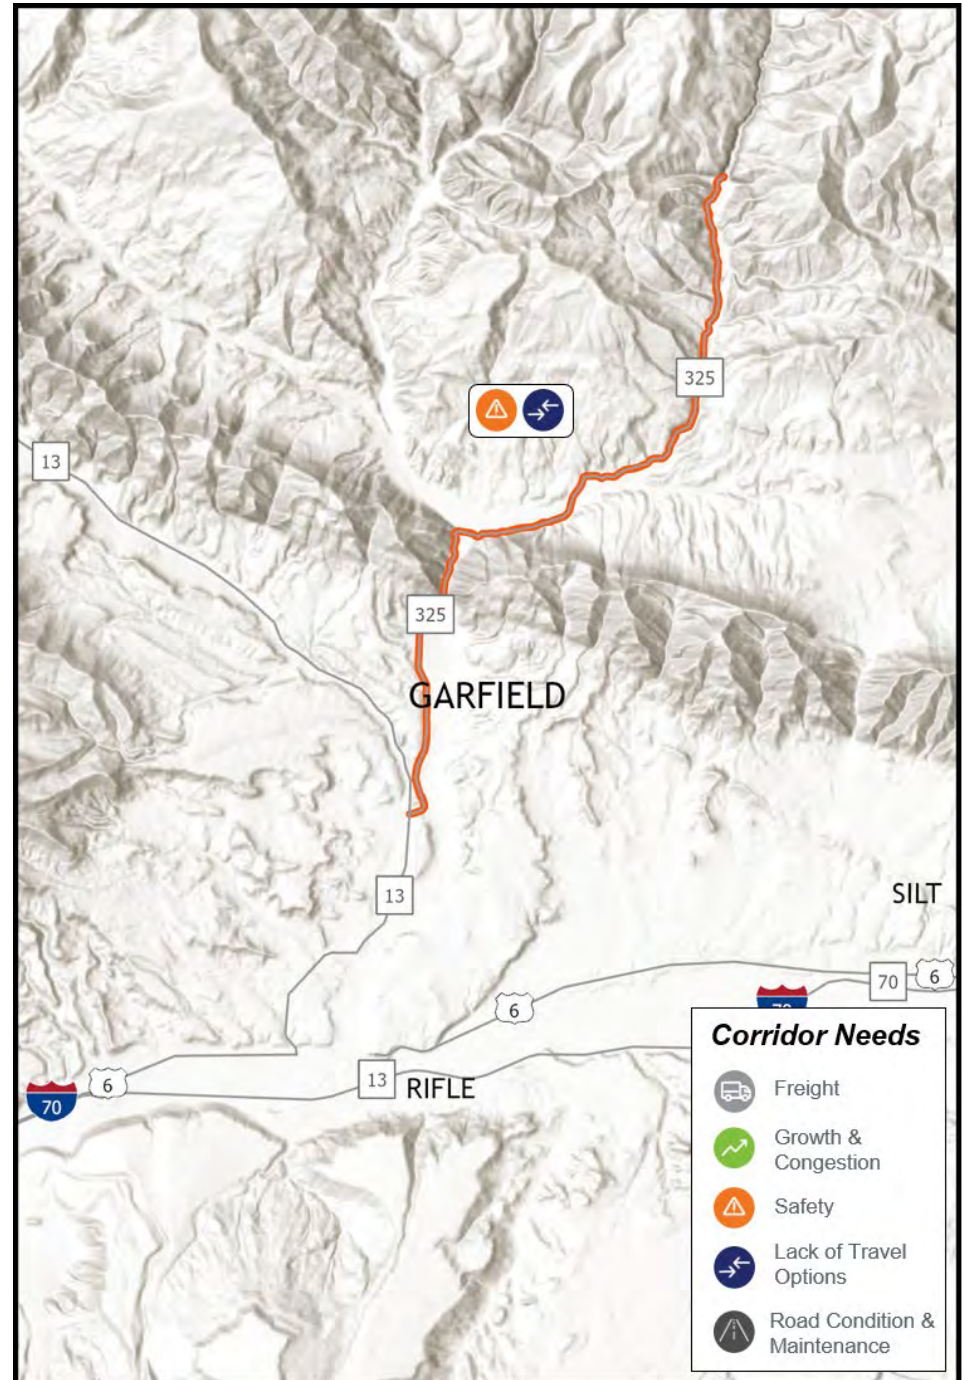 325
13
325
GARFIELD
13
SILT
6
70
6
70
13
RIFLE
6
70
Corridor Needs
Freight
Growth &
Congestion
Safety
Lack of Travel
Options
Road Condition &
Maintenance